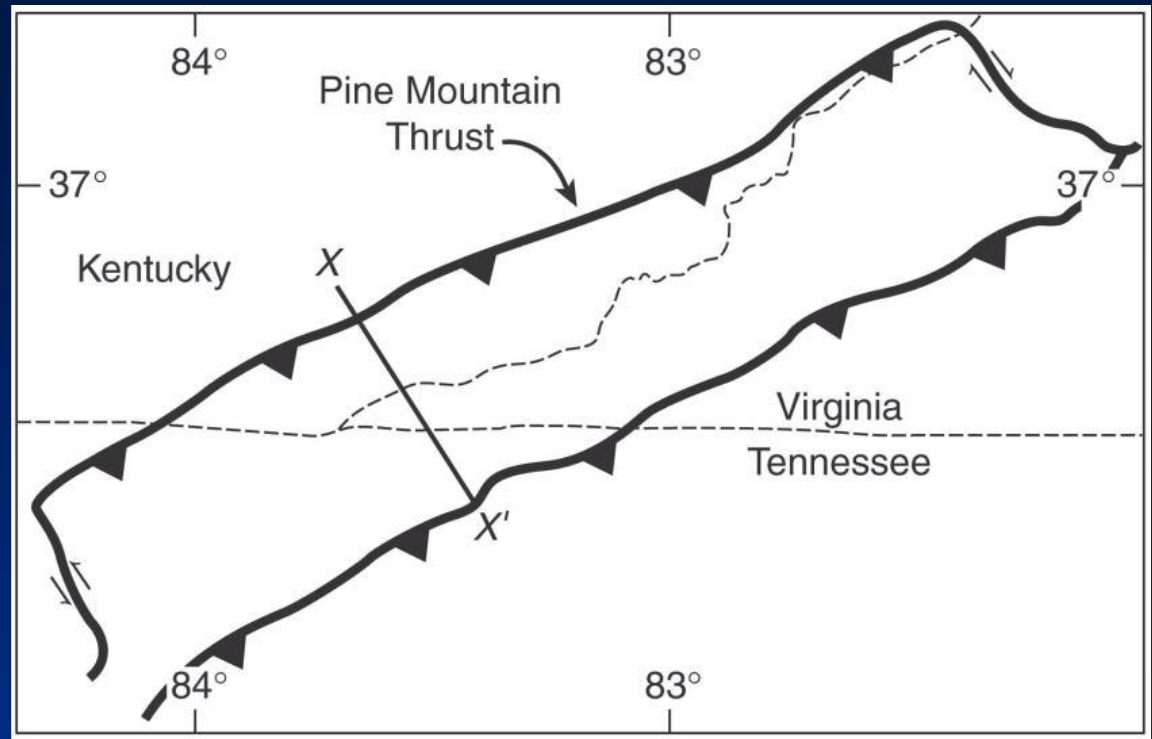 84°
83°
Pine Mountain
Thrust
37°
37°
Kentucky
X
Virginia
Tennessee
X'
84°
83°